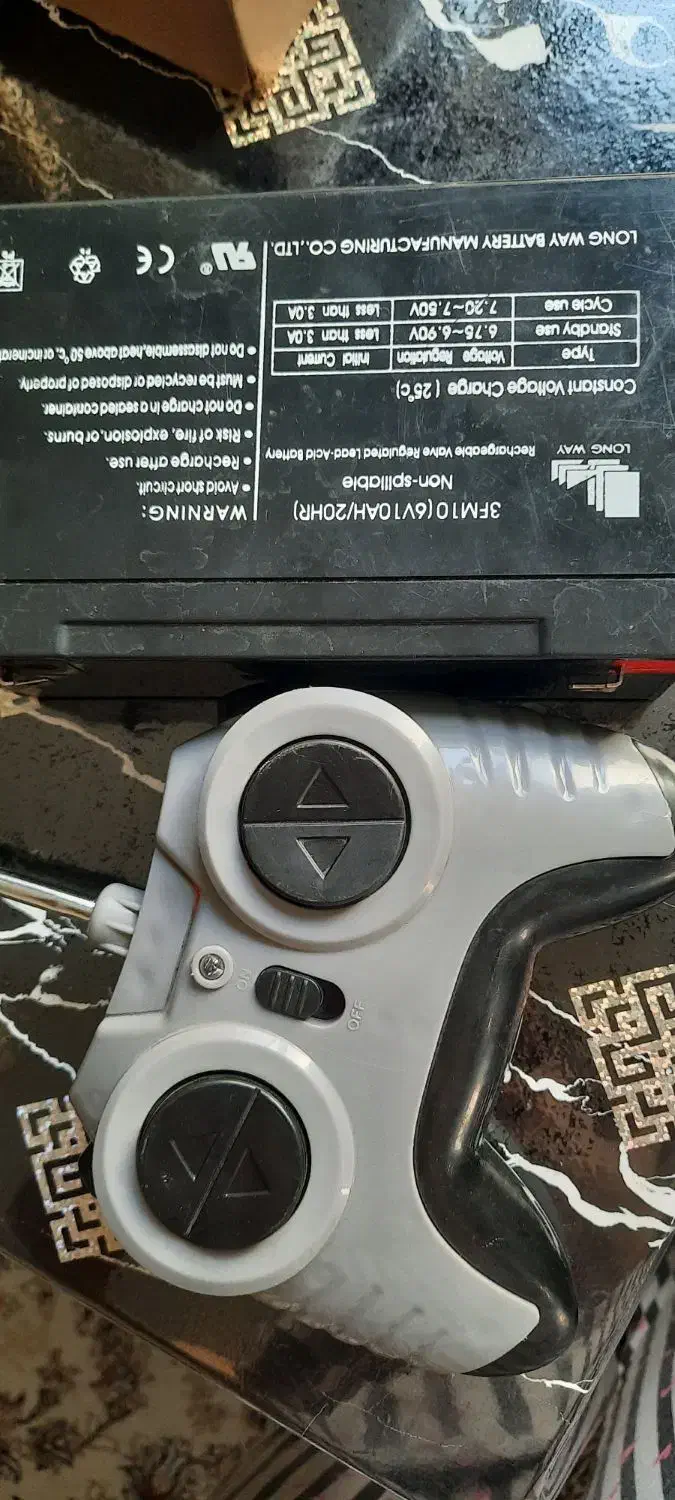 3FM10(6V10AH/20HR)
Non-spillable
LONG WAY
Rechargeable Valve Regulated Lead-Acid Battery
Constant Voltage Charge ( 25°c)
Type Voltage Regulation Initial Current
Standby use 6.75~6.90V Less than 3.0A
Cycle use 7.20~7.50V Less than 3.0A
LONG WAY BATTERY MANUFACTURING CO.,LTD.
WARNING:
• Avoid short circuit.
• Recharge after use.
• Risk of fire, explosion, or burns.
• Do not charge in a sealed container.
• Must be recycled or disposed of properly.
• Do not disassemble,heat above 50 °C, or incinerat
CE
Pb
ON
OFF